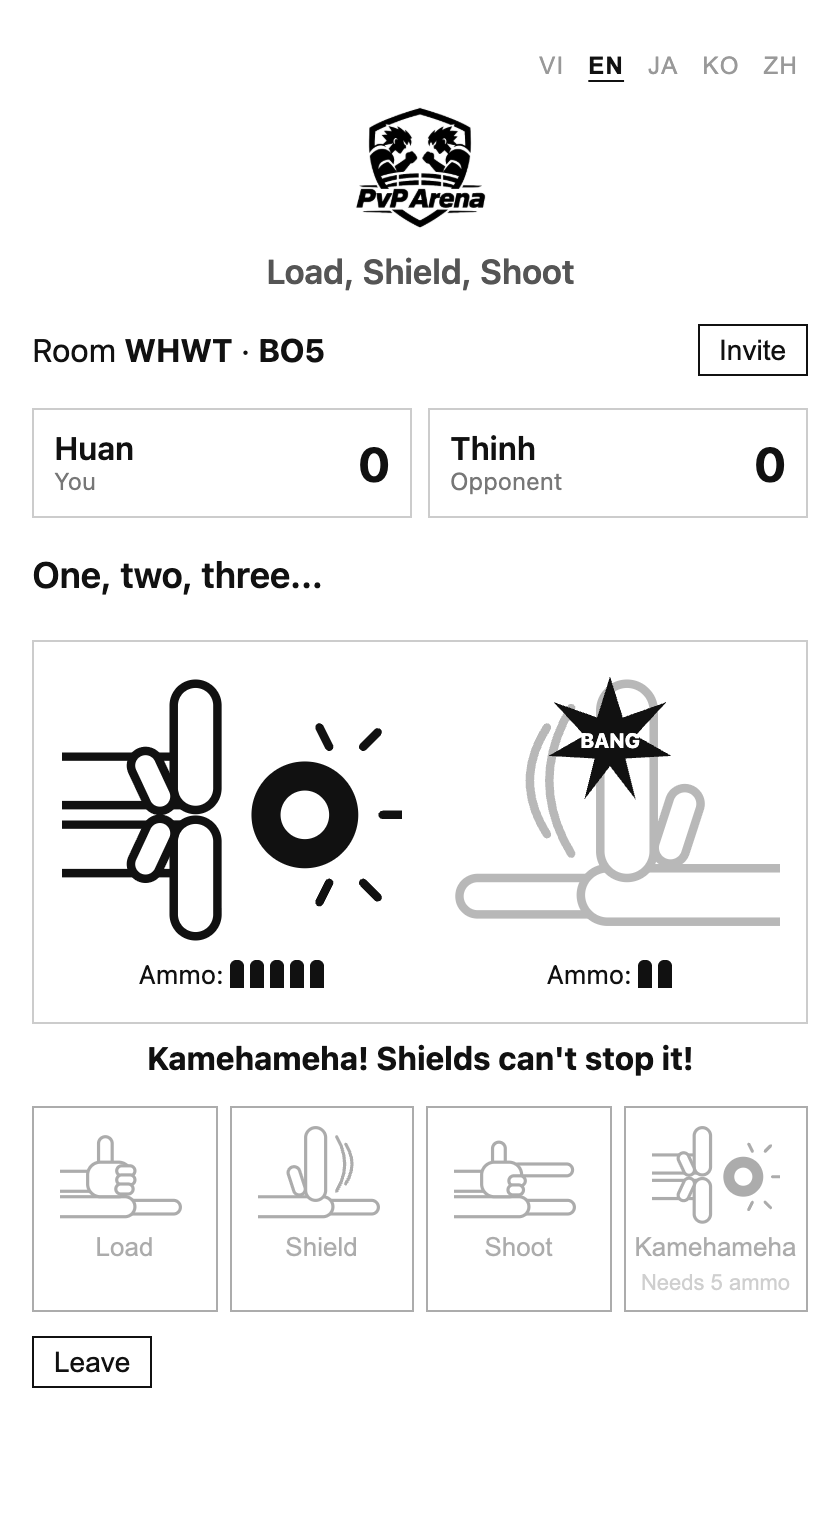 VI EN JA KO ZH
PvP Arena
Load, Shield, Shoot
Room WHWT · BO5
Invite
Huan
You
0
Thinh
Opponent
0
One, two, three...
BANG
Ammo:
Ammo:
Kamehameha! Shields can't stop it!
Load
Shield
Shoot
Kamehameha
Needs 5 ammo
Leave